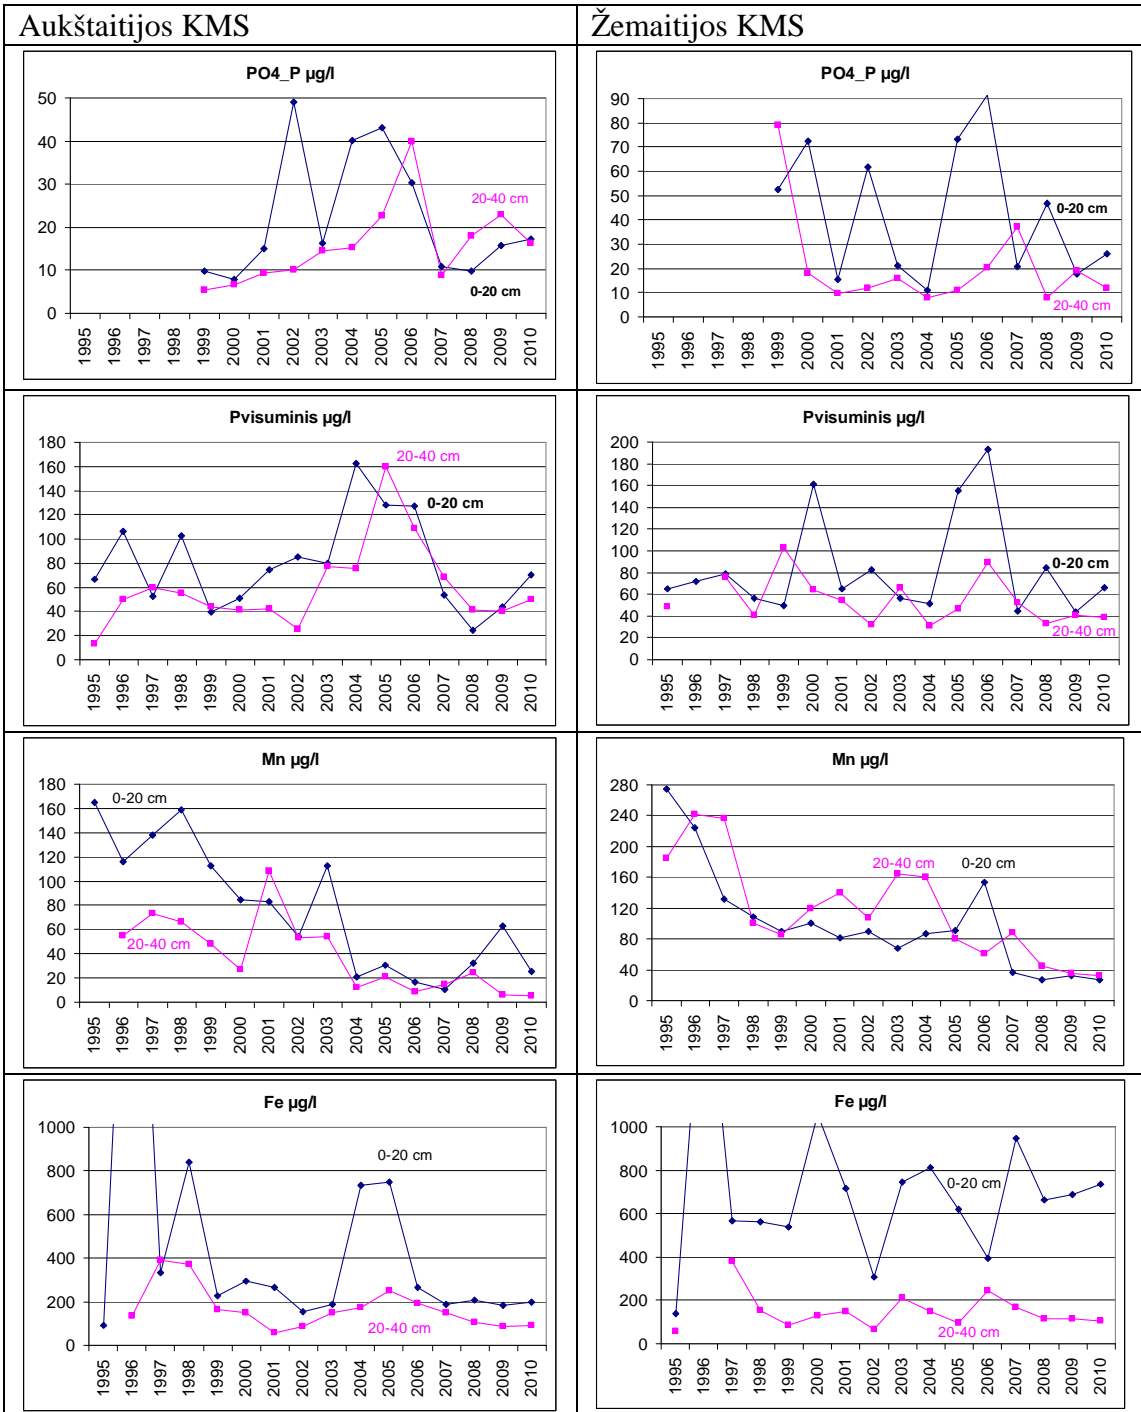 Aukštaitijos KMS
Žemaitijos KMS
PO4_P µg/l
50
40
30
20
10
0
20-40 cm
0-20 cm
1995 1996 1997 1998 1999 2000 2001 2002 2003 2004 2005 2006 2007 2008 2009 2010
PO4_P µg/l
90
80
70
60
50
40
30
20
10
0
0-20 cm
20-40 cm
1995 1996 1997 1998 1999 2000 2001 2002 2003 2004 2005 2006 2007 2008 2009 2010
Pvisuminis µg/l
180
160
140
120
100
80
60
40
20
0
20-40 cm
0-20 cm
1995 1996 1997 1998 1999 2000 2001 2002 2003 2004 2005 2006 2007 2008 2009 2010
Pvisuminis µg/l
200
180
160
140
120
100
80
60
40
20
0
0-20 cm
20-40 cm
1995 1996 1997 1998 1999 2000 2001 2002 2003 2004 2005 2006 2007 2008 2009 2010
Mn µg/l
180
160
140
120
100
80
60
40
20
0
0-20 cm
20-40 cm
1995 1996 1997 1998 1999 2000 2001 2002 2003 2004 2005 2006 2007 2008 2009 2010
Mn µg/l
280
240
200
160
120
80
40
0
20-40 cm
0-20 cm
1995 1996 1997 1998 1999 2000 2001 2002 2003 2004 2005 2006 2007 2008 2009 2010
Fe µg/l
1000
800
600
400
200
0
0-20 cm
20-40 cm
1995 1996 1997 1998 1999 2000 2001 2002 2003 2004 2005 2006 2007 2008 2009 2010
Fe µg/l
1000
800
600
400
200
0
0-20 cm
20-40 cm
1995 1996 1997 1998 1999 2000 2001 2002 2003 2004 2005 2006 2007 2008 2009 2010